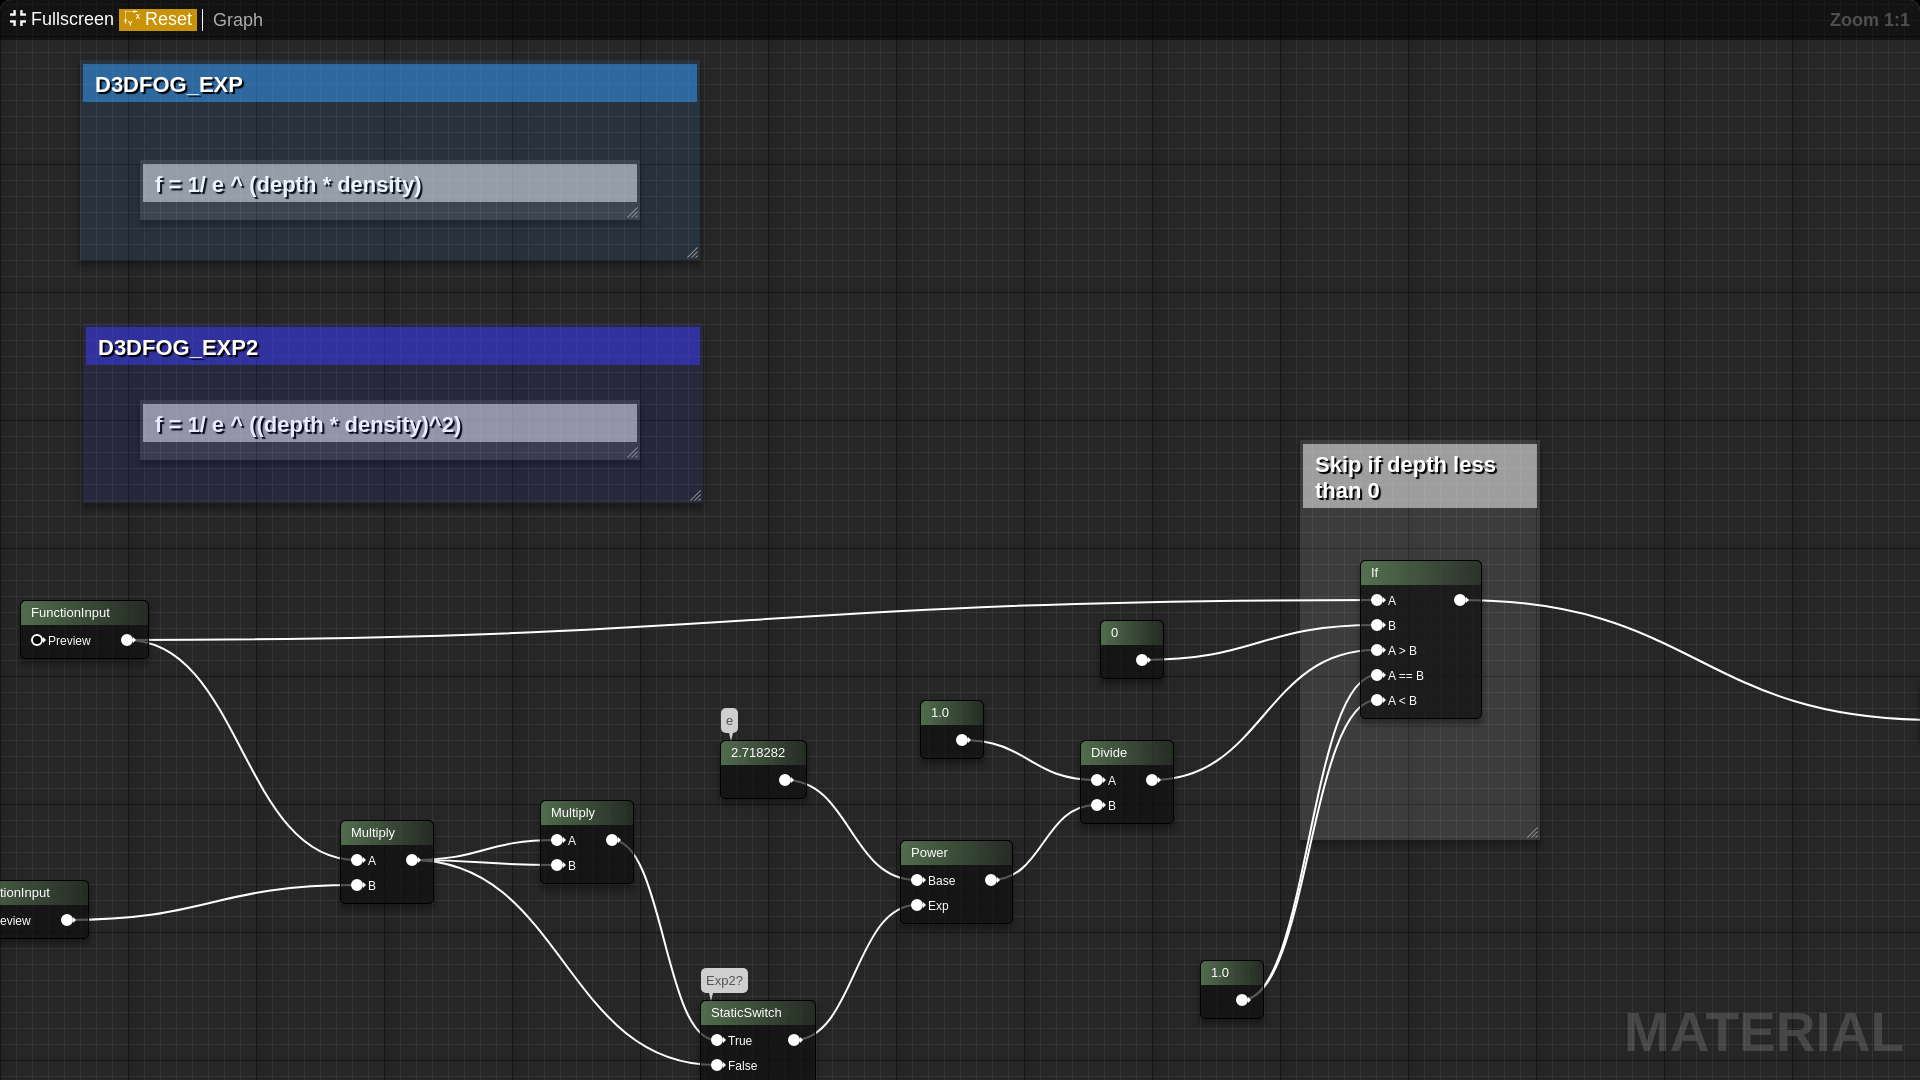 Fullscreen Reset Graph Zoom 1:1
D3DFOG_EXP
f = 1/ e ^ (depth * density)
D3DFOG_EXP2
f = 1/ e ^ ((depth * density)^2)
Skip if depth less
than 0
If
A
B
A > B
A == B
A < B
FunctionInput
Preview
0
1.0
e
2.718282
Divide
A
B
Multiply
A
B
Multiply
A
B
Power
Base
Exp
tionInput
eview
Exp2?
StaticSwitch
True
False
1.0
MATERIAL